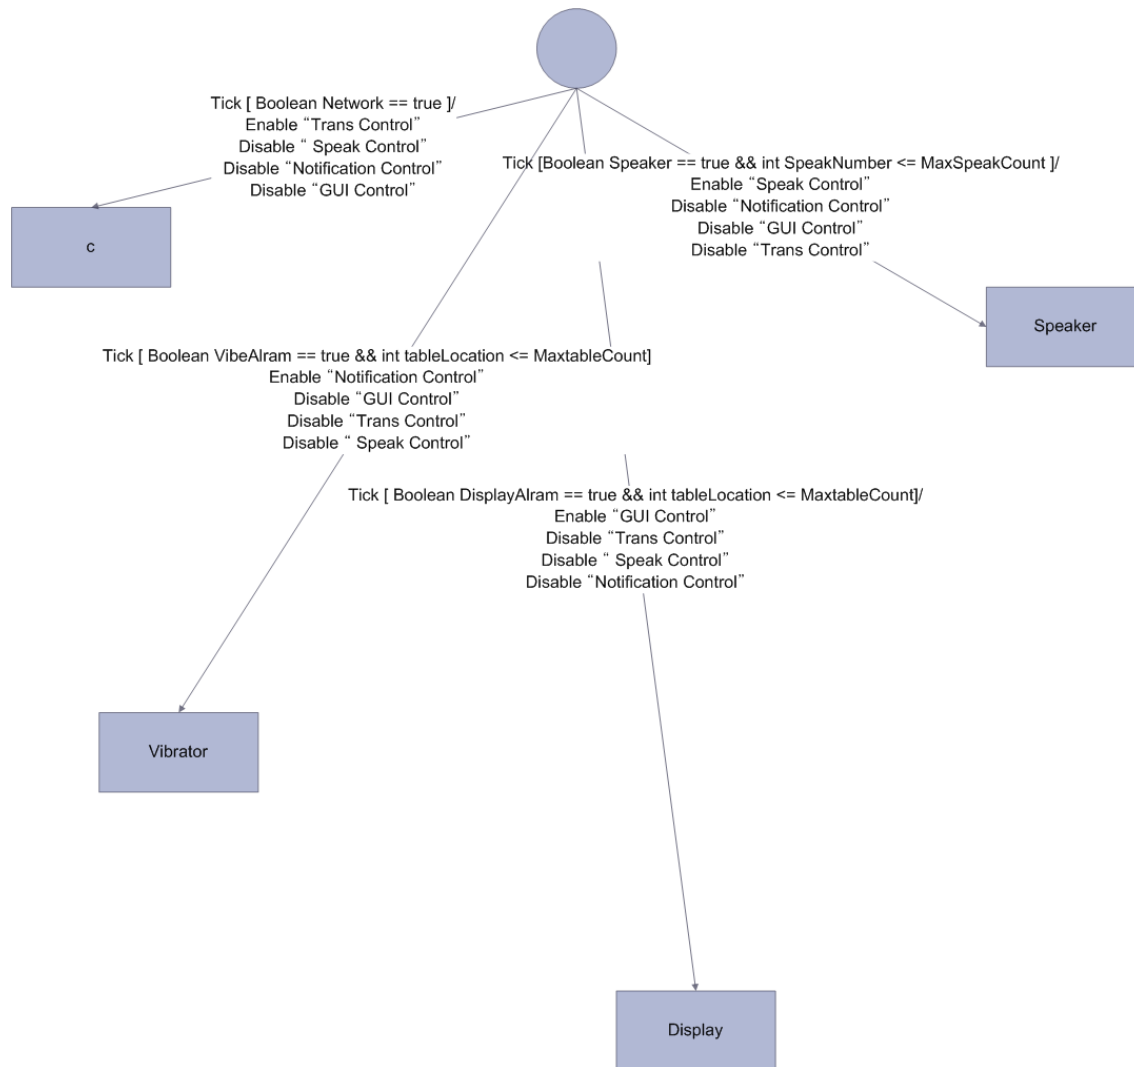 Tick [ Boolean Network == true ]/
Enable “Trans Control”
Disable “ Speak Control”
Disable “Notification Control”
Disable “GUI Control”
c
Tick [Boolean Speaker == true && int SpeakNumber <= MaxSpeakCount ]/
Enable “Speak Control”
Disable “Notification Control”
Disable “GUI Control”
Disable “Trans Control”
Speaker
Tick [ Boolean VibeAlram == true && int tableLocation <= MaxtableCount]
Enable “Notification Control”
Disable “GUI Control”
Disable “Trans Control”
Disable “ Speak Control”
Tick [ Boolean DisplayAlram == true && int tableLocation <= MaxtableCount]/
Enable “GUI Control”
Disable “Trans Control”
Disable “ Speak Control”
Disable “Notification Control”
Vibrator
Display